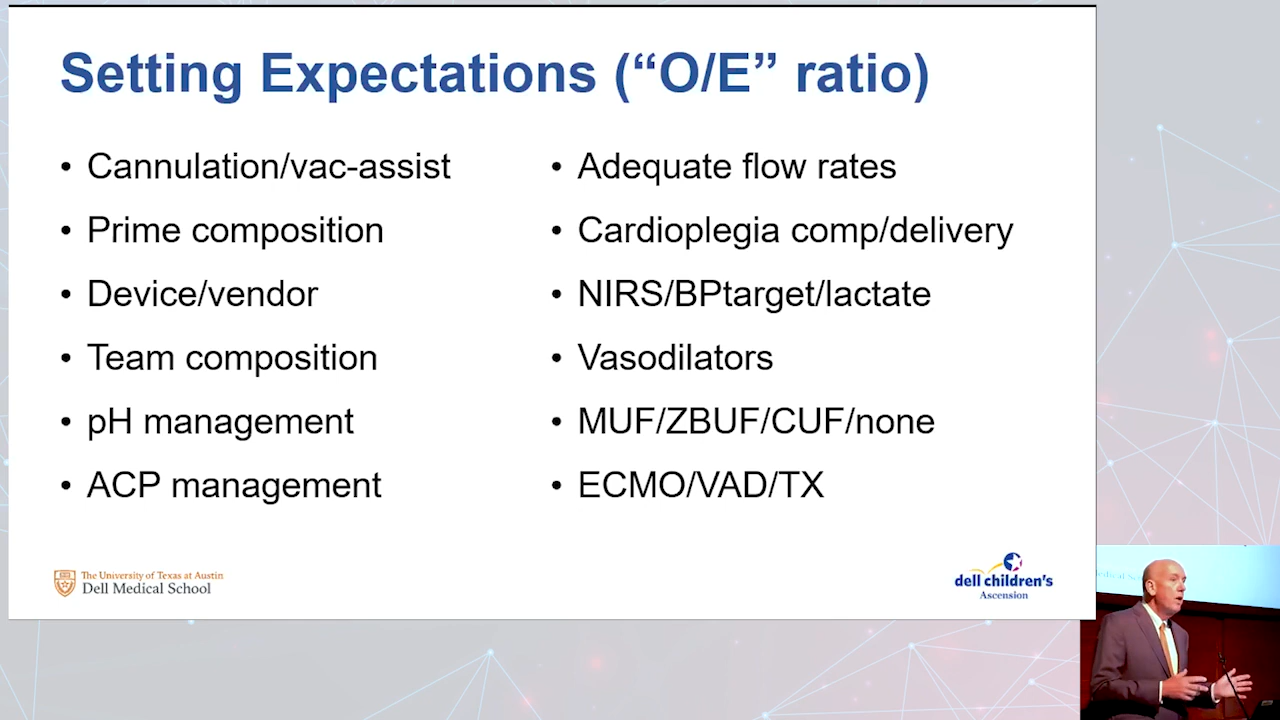 Setting Expectations (“O/E” ratio)
• Cannulation/vac-assist
• Prime composition
• Device/vendor
• Team composition
• pH management
• ACP management
• Adequate flow rates
• Cardioplegia comp/delivery
• NIRS/BPtarget/lactate
• Vasodilators
• MUF/ZBUF/CUF/none
• ECMO/VAD/TX
The University of Texas at Austin
Dell Medical School
dell children's
Ascension